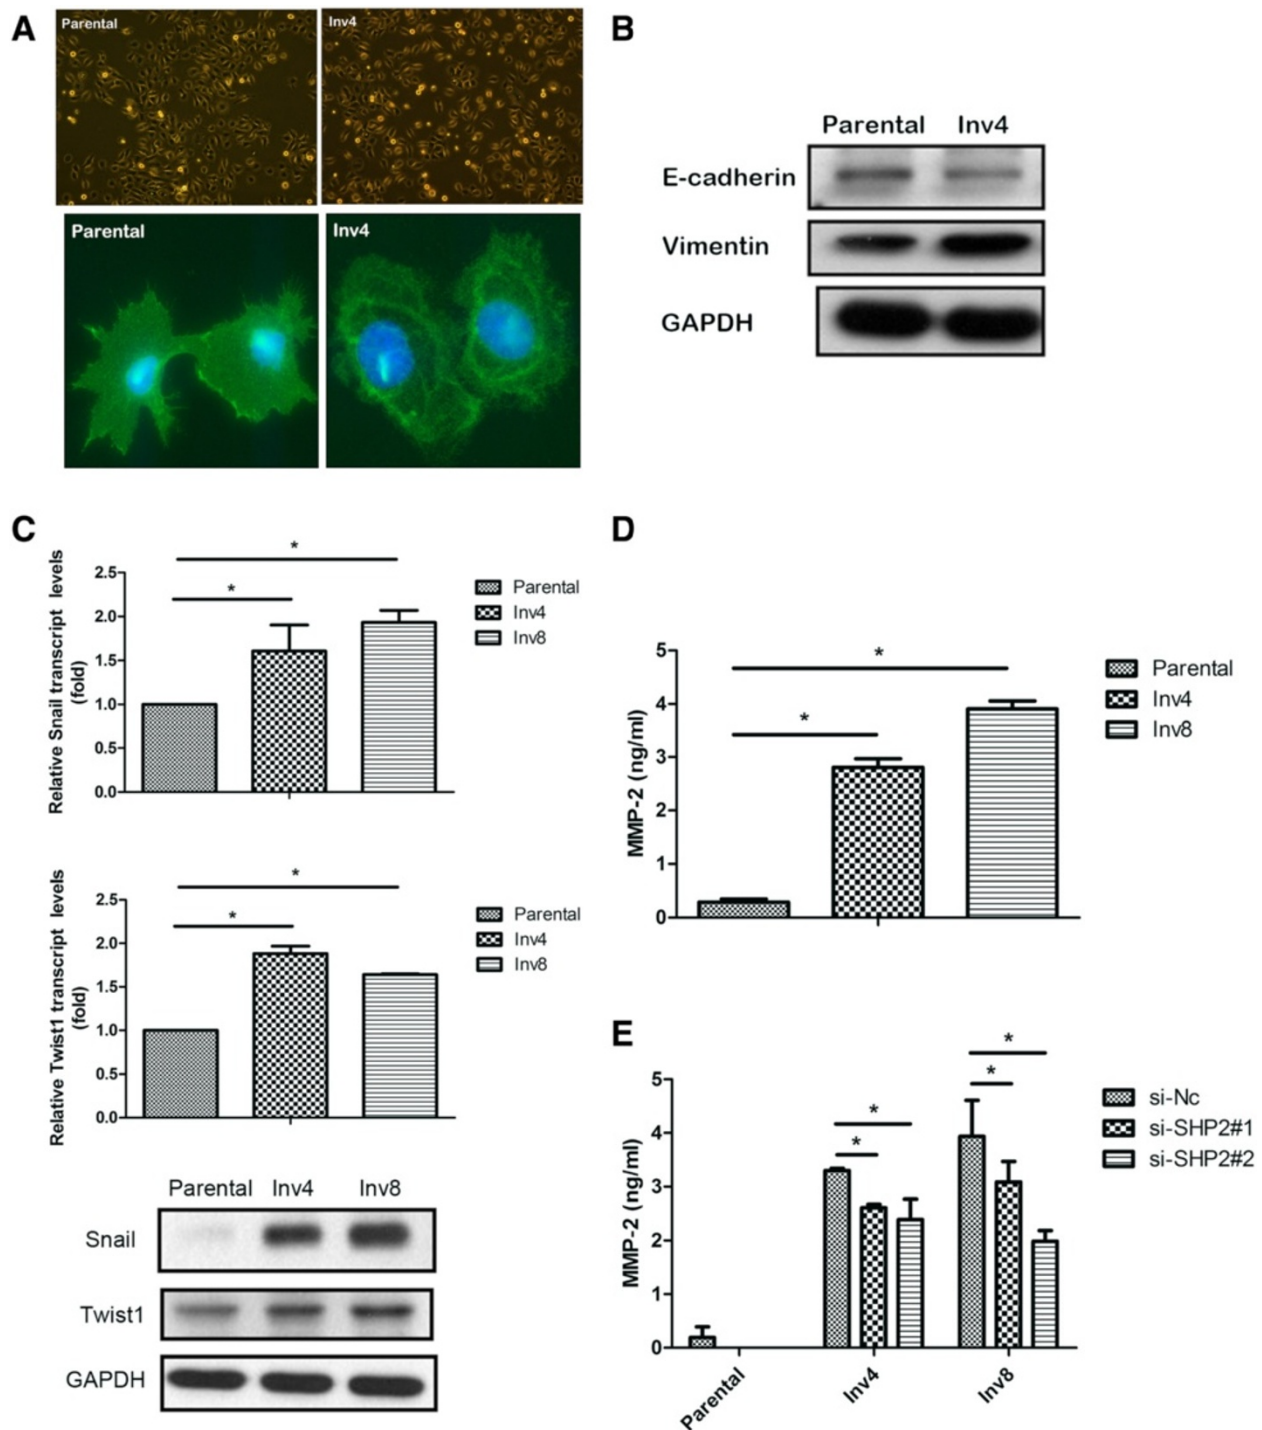 A
Parental
Inv4
Parental
Inv4
B
Parental Inv4
E-cadherin
Vimentin
GAPDH
C
Relative Snail transcript levels
(fold)
2.5
2.0
1.5
1.0
0.5
0.0
*
*
Parental
Inv4
Inv8
Relative Twist1 transcript levels
(fold)
2.5
2.0
1.5
1.0
0.5
0.0
*
*
Parental
Inv4
Inv8
Parental Inv4 Inv8
Snail
Twist1
GAPDH
D
MMP-2 (ng/ml)
5
4
3
2
1
0
*
*
Parental
Inv4
Inv8
E
MMP-2 (ng/ml)
5
4
3
2
1
0
*
*
*
*
si-Nc
si-SHP2#1
si-SHP2#2
Parental
Inv4
Inv8